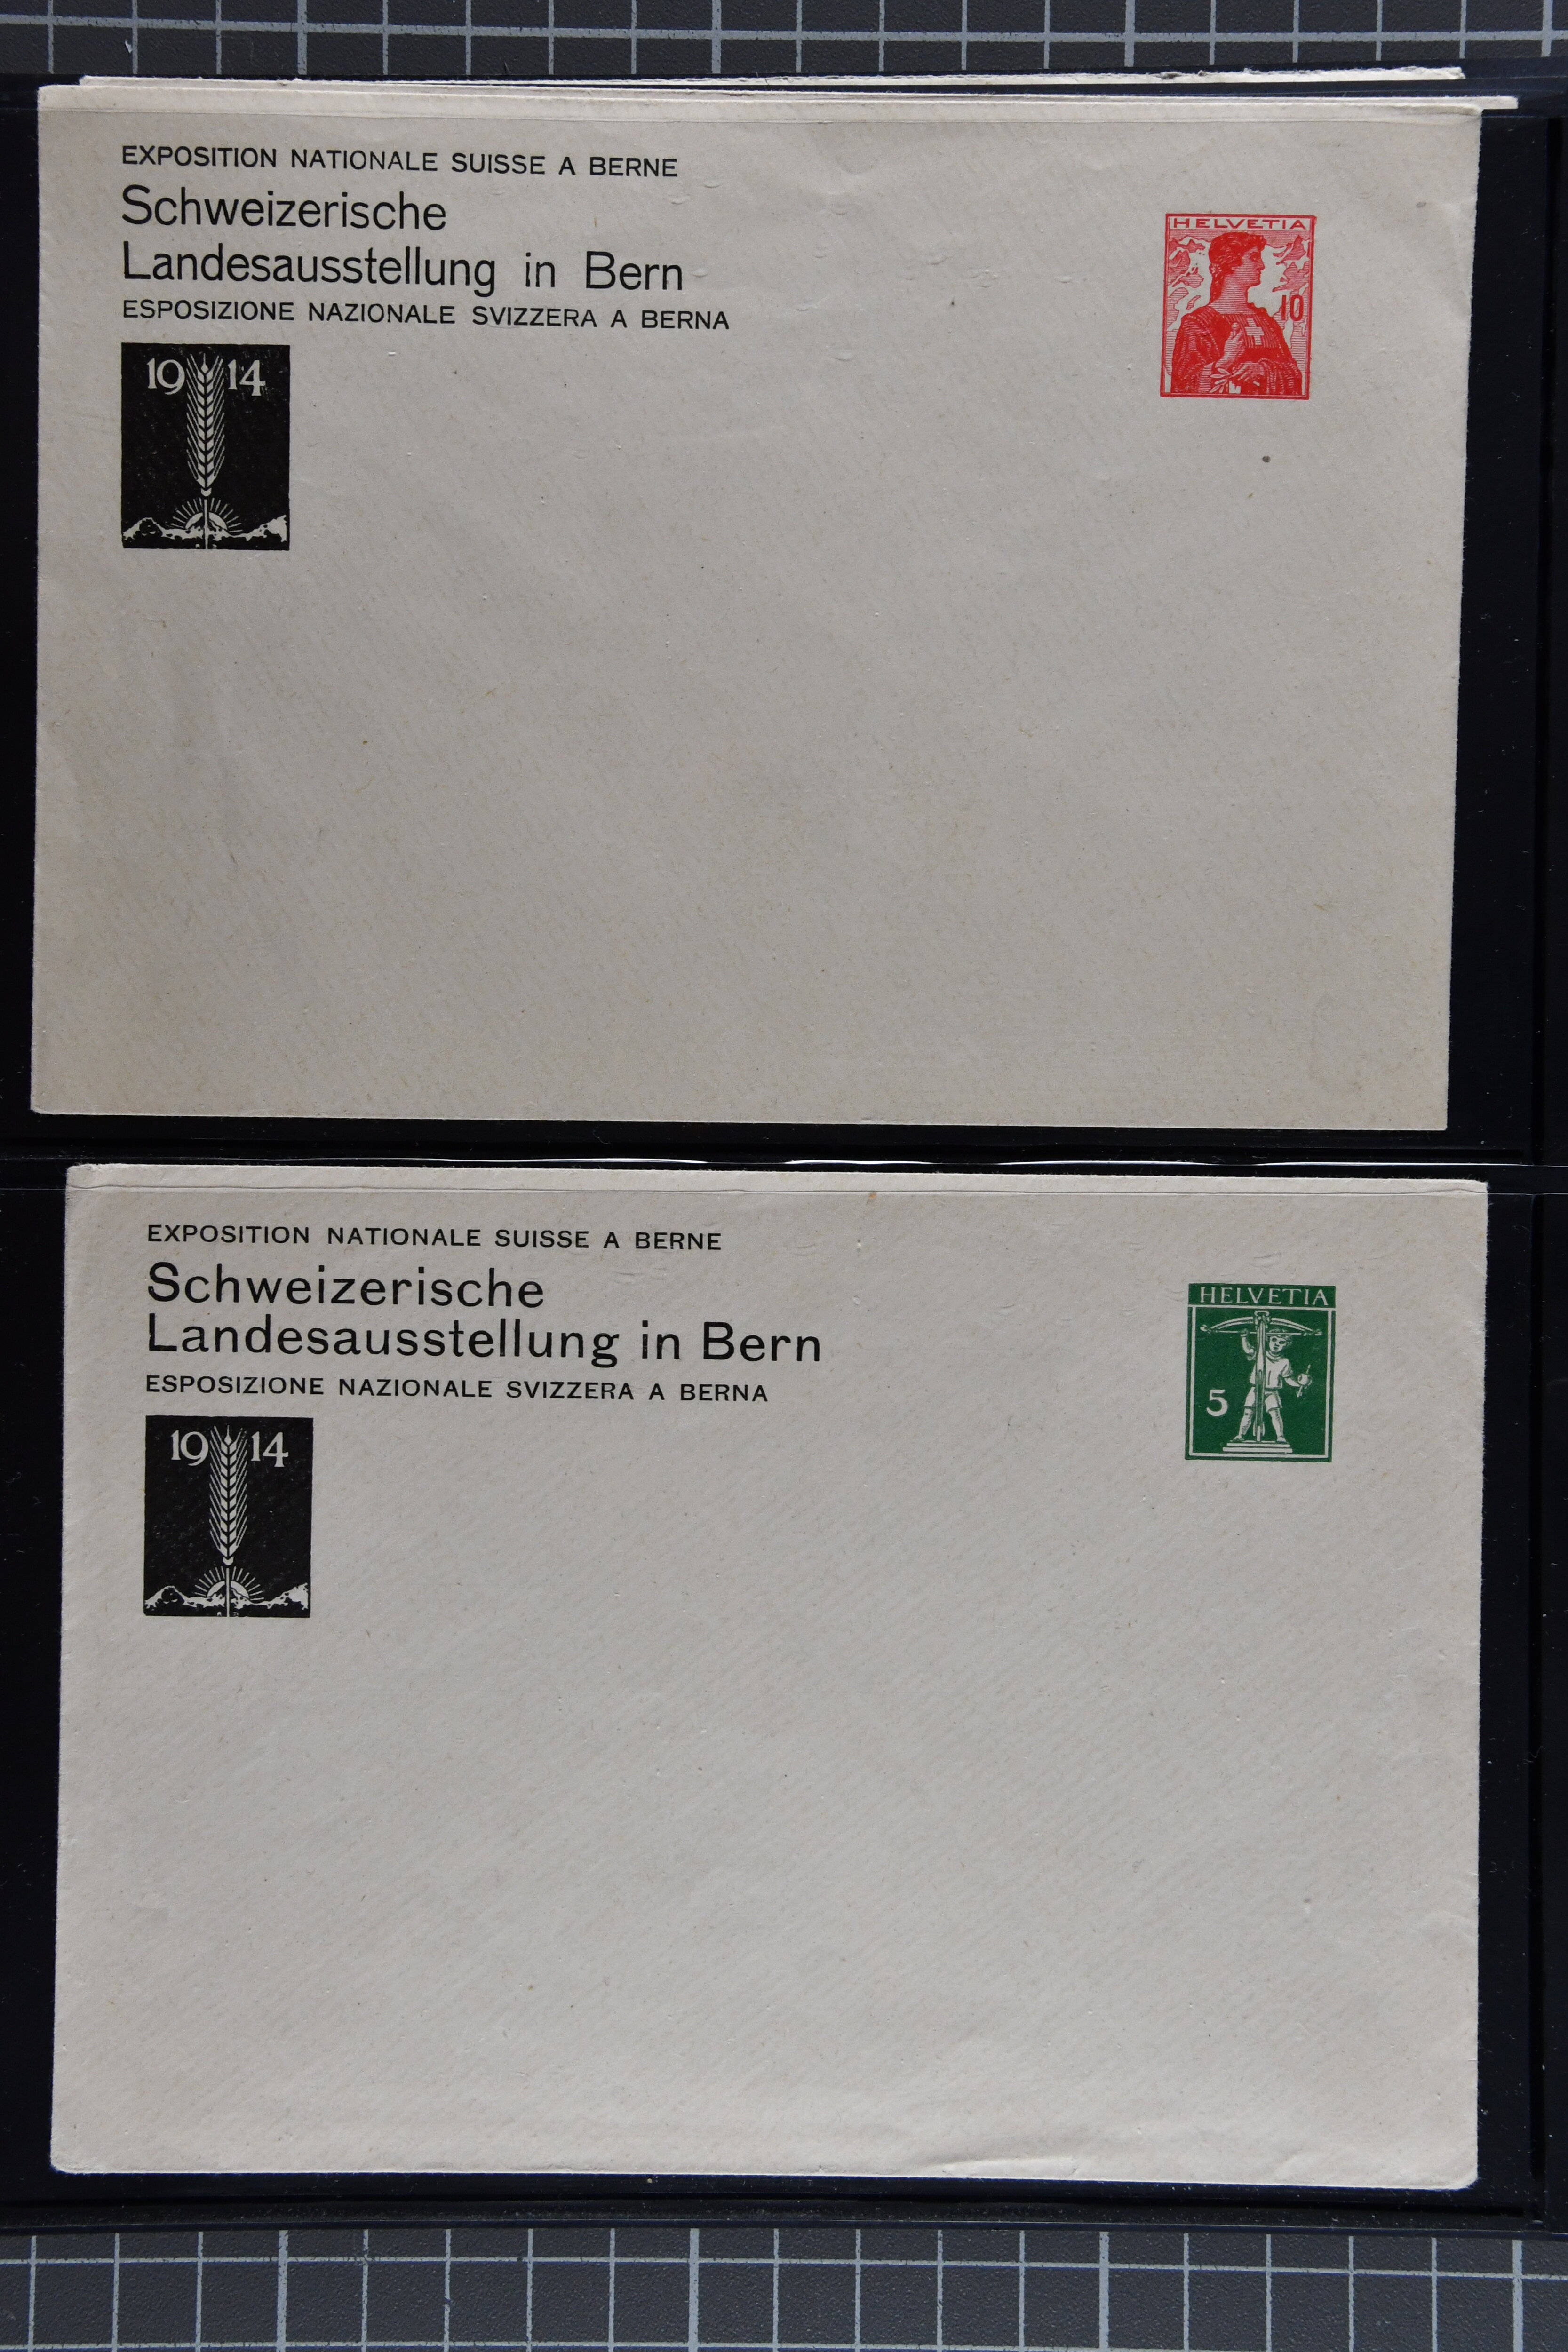 EXPOSITION NATIONALE SUISSE A BERNE
Schweizerische
Landesausstellung in Bern
ESPOSIZIONE NAZIONALE SVIZZERA A BERNA
19 14
HELVETIA
10
EXPOSITION NATIONALE SUISSE A BERNE
Schweizerische
Landesausstellung in Bern
ESPOSIZIONE NAZIONALE SVIZZERA A BERNA
19 14
HELVETIA
5